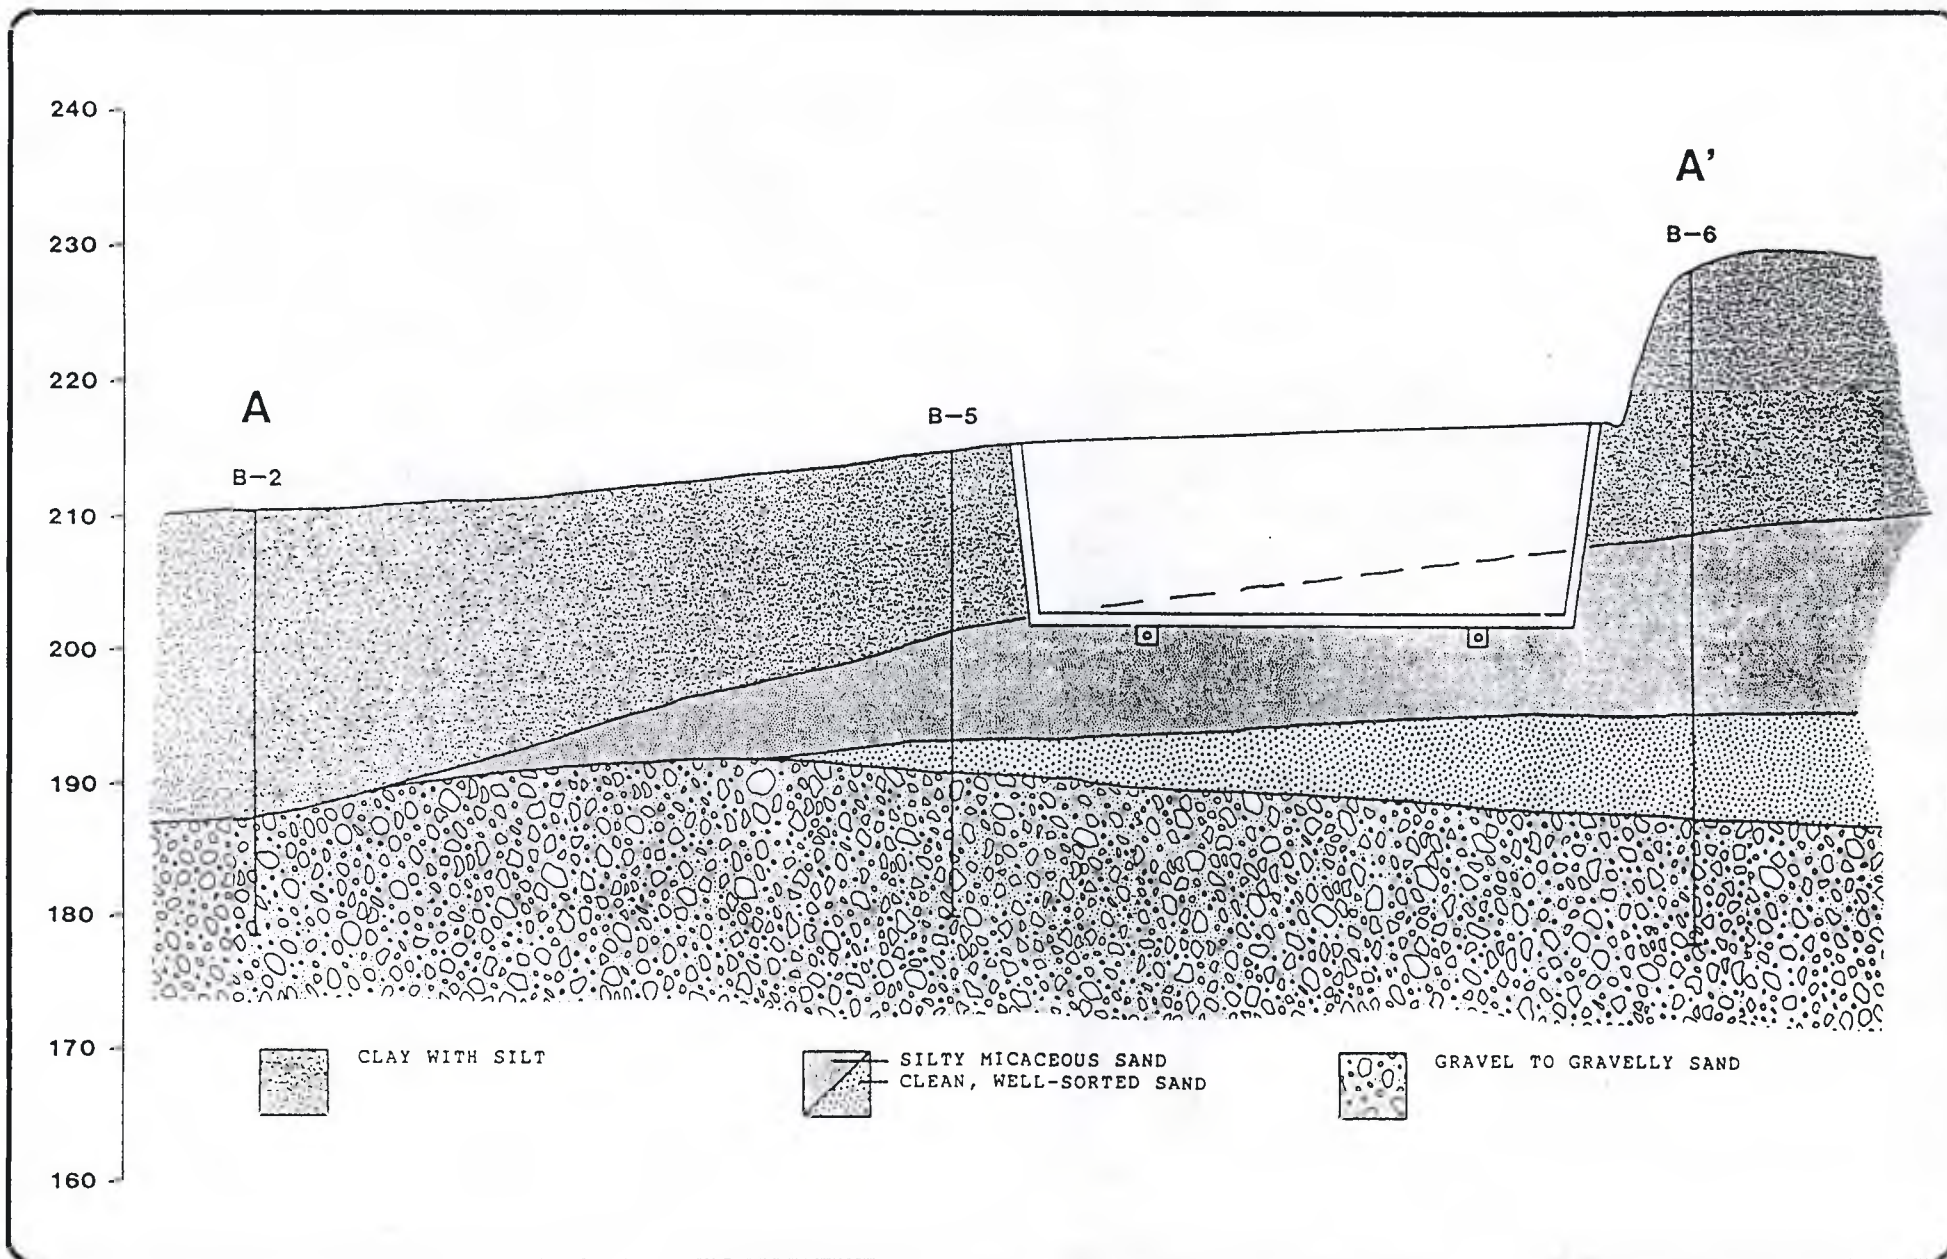 240
A'
230
B-6
220
A
B-5
B-2
210
200
190
180
170
CLAY WITH SILT
SILTY MICACEOUS SAND
CLEAN, WELL-SORTED SAND
GRAVEL TO GRAVELLY SAND
160